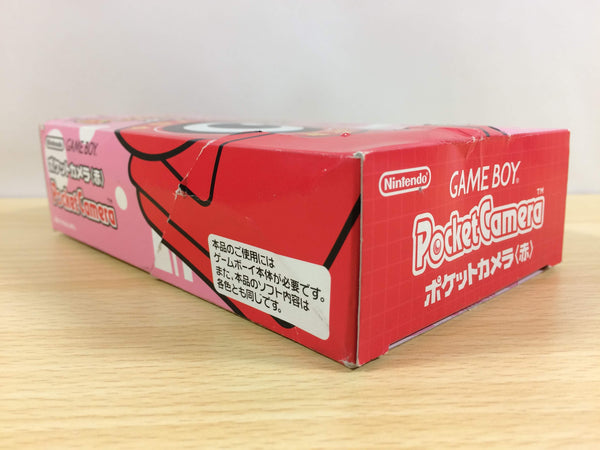 Nintendo
GAME BOY
ポケットカメラ〈赤〉
Pocket Camera
本品のご使用には
ゲームボーイ本体が必要です。
また、本品のソフト内容は
各色とも同じです。
Nintendo
GAME BOY
Pocket Camera™
ポケットカメラ〈赤〉